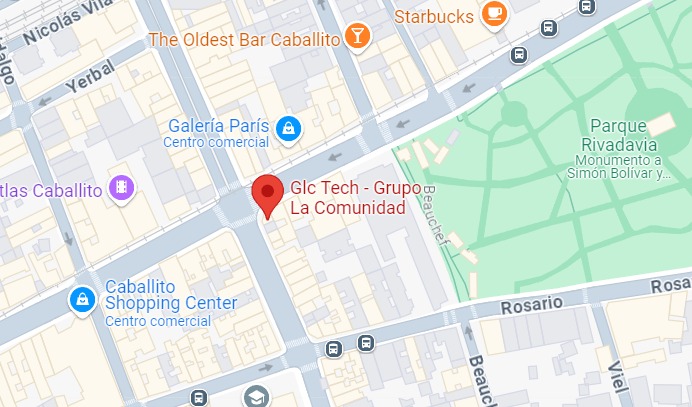 Nicolás Vila
Starbucks
The Oldest Bar Caballito
dalgo
Yerbal
Galería París
Centro comercial
Parque
Rivadavia
Monumento a
Simón Bolívar y...
tlas Caballito
Glc Tech - Grupo
La Comunidad
Beauchef
Caballito
Shopping Center
Centro comercial
Rosario
Rosa
Beauch
Viel